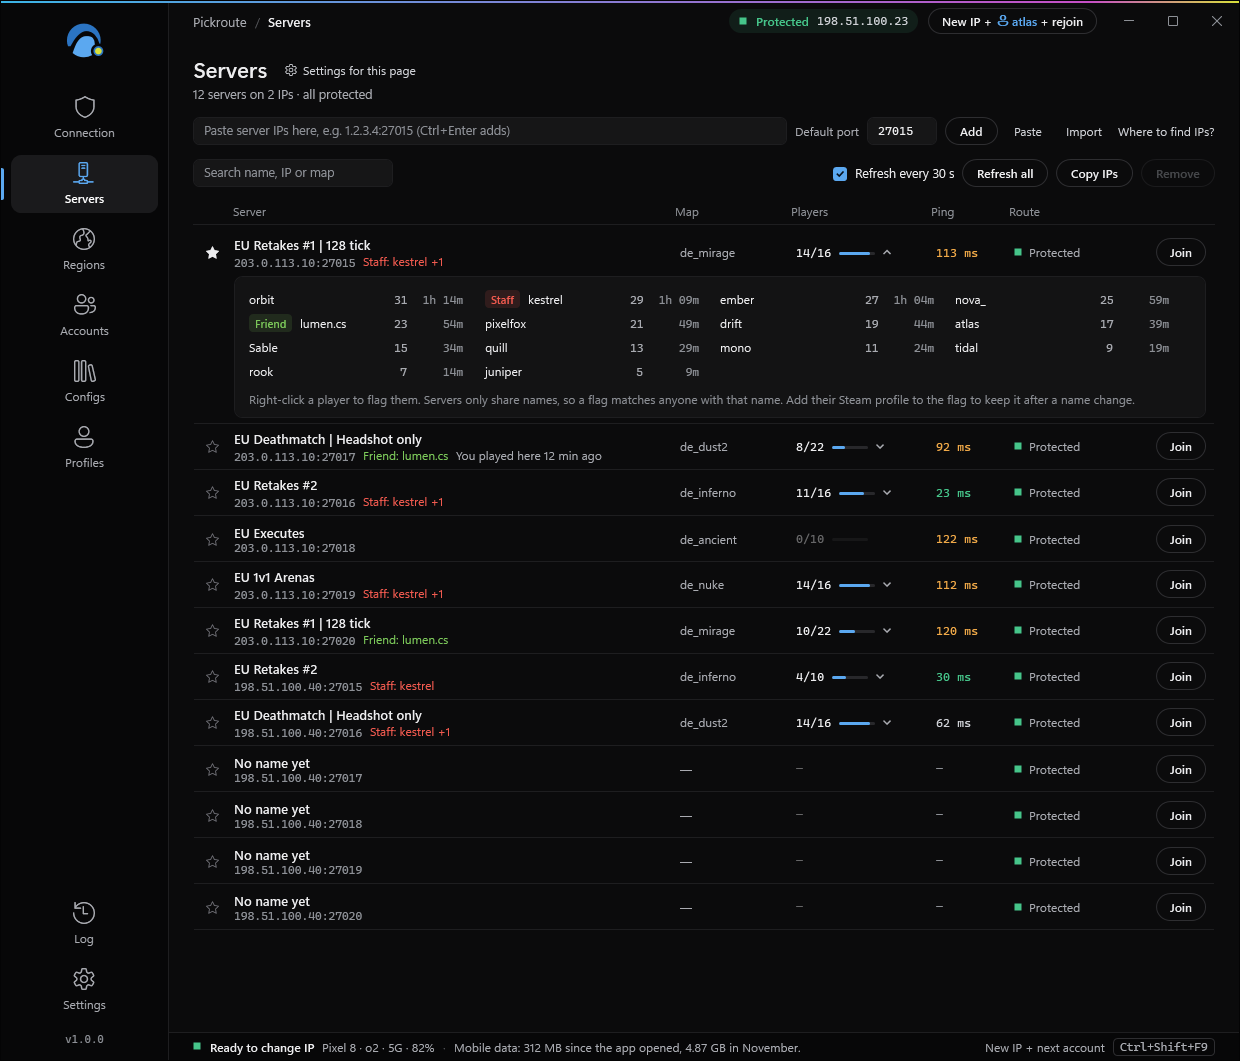 Pickroute / Servers
Protected 198.51.100.23
New IP + atlas + rejoin
Connection
Servers
Regions
Accounts
Configs
Profiles
Log
Settings
v1.0.0
Servers Settings for this page
12 servers on 2 IPs · all protected
Paste server IPs here, e.g. 1.2.3.4:27015 (Ctrl+Enter adds) Default port 27015 Add Paste Import Where to find IPs?
Search name, IP or map Refresh every 30 s Refresh all Copy IPs Remove
Server Map Players Ping Route
EU Retakes #1 | 128 tick
203.0.113.10:27015 Staff: kestrel +1 de_mirage 14/16 113 ms Protected Join
orbit 31 1h 14m Staff kestrel 29 1h 09m ember 27 1h 04m nova_ 25 59m
Friend lumen.cs 23 54m pixelfox 21 49m drift 19 44m atlas 17 39m
Sable 15 34m quill 13 29m mono 11 24m tidal 9 19m
rook 7 14m juniper 5 9m
Right-click a player to flag them. Servers only share names, so a flag matches anyone with that name. Add their Steam profile to the flag to keep it after a name change.
EU Deathmatch | Headshot only
203.0.113.10:27017 Friend: lumen.cs You played here 12 min ago de_dust2 8/22 92 ms Protected Join
EU Retakes #2
203.0.113.10:27016 Staff: kestrel +1 de_inferno 11/16 23 ms Protected Join
EU Executes
203.0.113.10:27018 de_ancient 0/10 122 ms Protected Join
EU 1v1 Arenas
203.0.113.10:27019 Staff: kestrel +1 de_nuke 14/16 112 ms Protected Join
EU Retakes #1 | 128 tick
203.0.113.10:27020 Friend: lumen.cs de_mirage 10/22 120 ms Protected Join
EU Retakes #2
198.51.100.40:27015 Staff: kestrel de_inferno 4/10 30 ms Protected Join
EU Deathmatch | Headshot only
198.51.100.40:27016 Staff: kestrel +1 de_dust2 14/16 62 ms Protected Join
No name yet
198.51.100.40:27017 — – – Protected Join
No name yet
198.51.100.40:27018 — – – Protected Join
No name yet
198.51.100.40:27019 — – – Protected Join
No name yet
198.51.100.40:27020 — – – Protected Join
Ready to change IP Pixel 8 · o2 · 5G · 82% · Mobile data: 312 MB since the app opened, 4.87 GB in November. New IP + next account Ctrl+Shift+F9